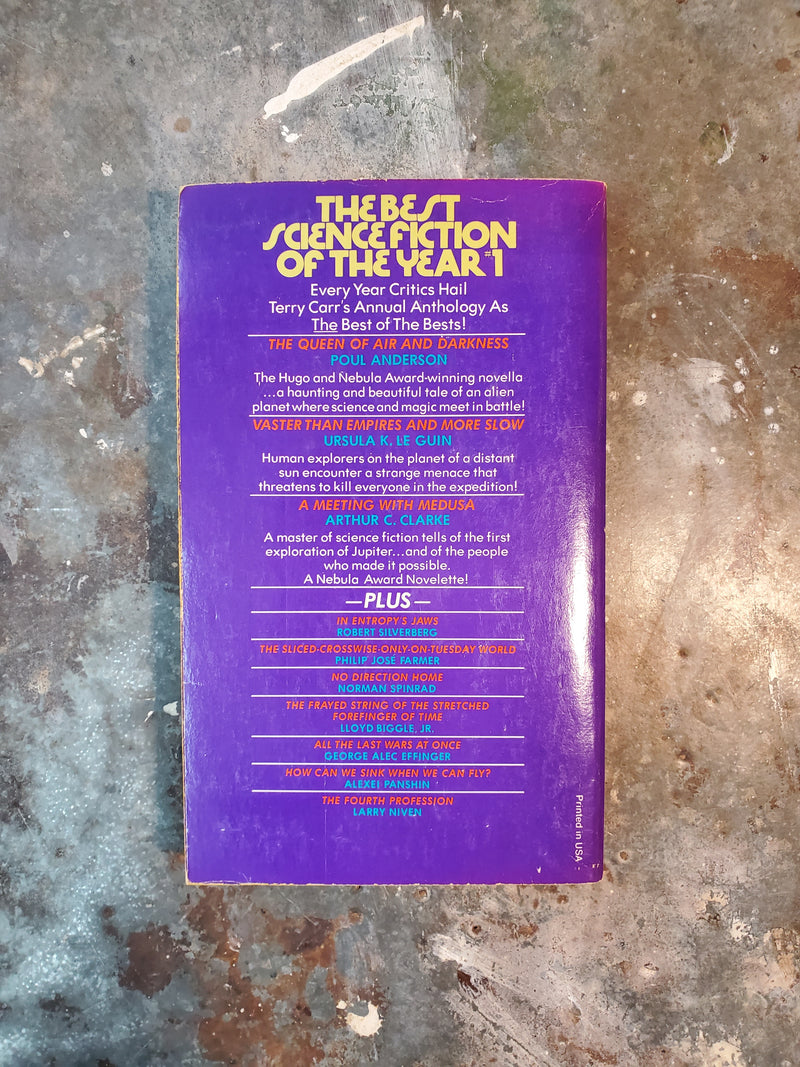 THE BEST
SCIENCE FICTION
OF THE YEAR #1
Every Year Critics Hail
Terry Carr's Annual Anthology As
The Best of The Bests!
THE QUEEN OF AIR AND DARKNESS
POUL ANDERSON
The Hugo and Nebula Award-winning novella
...a haunting and beautiful tale of an alien
planet where science and magic meet in battle!
VASTER THAN EMPIRES AND MORE SLOW
URSULA K. LE GUIN
Human explorers on the planet of a distant
sun encounter a strange menace that
threatens to kill everyone in the expedition!
A MEETING WITH MEDUSA
ARTHUR C. CLARKE
A master of science fiction tells of the first
exploration of Jupiter...and of the people
who made it possible.
A Nebula Award Novelette!
—PLUS—
IN ENTROPY'S JAWS
ROBERT SILVERBERG
THE SLICED-CROSSWISE-ONLY-ON-TUESDAY WORLD
PHILIP JOSÉ FARMER
NO DIRECTION HOME
NORMAN SPINRAD
THE FRAYED STRING OF THE STRETCHED
FOREFINGER OF TIME
LLOYD BIGGLE, JR.
ALL THE LAST WARS AT ONCE
GEORGE ALEC EFFINGER
HOW CAN WE SINK WHEN WE CAN FLY?
ALEXEI PANSHIN
THE FOURTH PROFESSION
LARRY NIVEN
Printed in USA